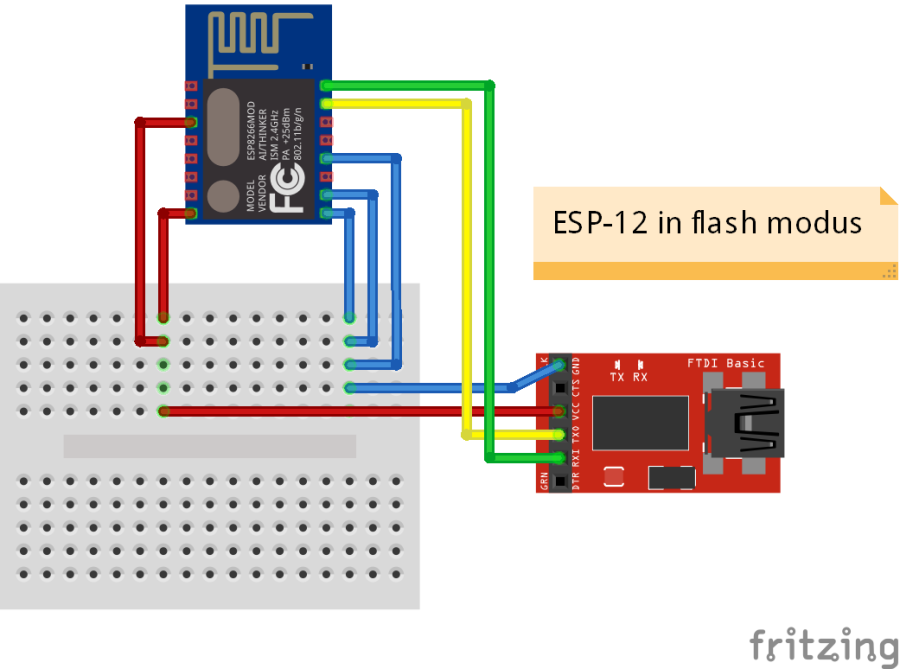 ESP8266MOD
AI/THINKER
ISM 2.4GHz
PA +25dBm
802.11b/g/n
MODEL
VENDOR
FC
ESP-12 in flash modus
FTDI Basic
TX RX
K
GND
CTS
VCC
TXO
RXI
DTR
GRN
fritzing